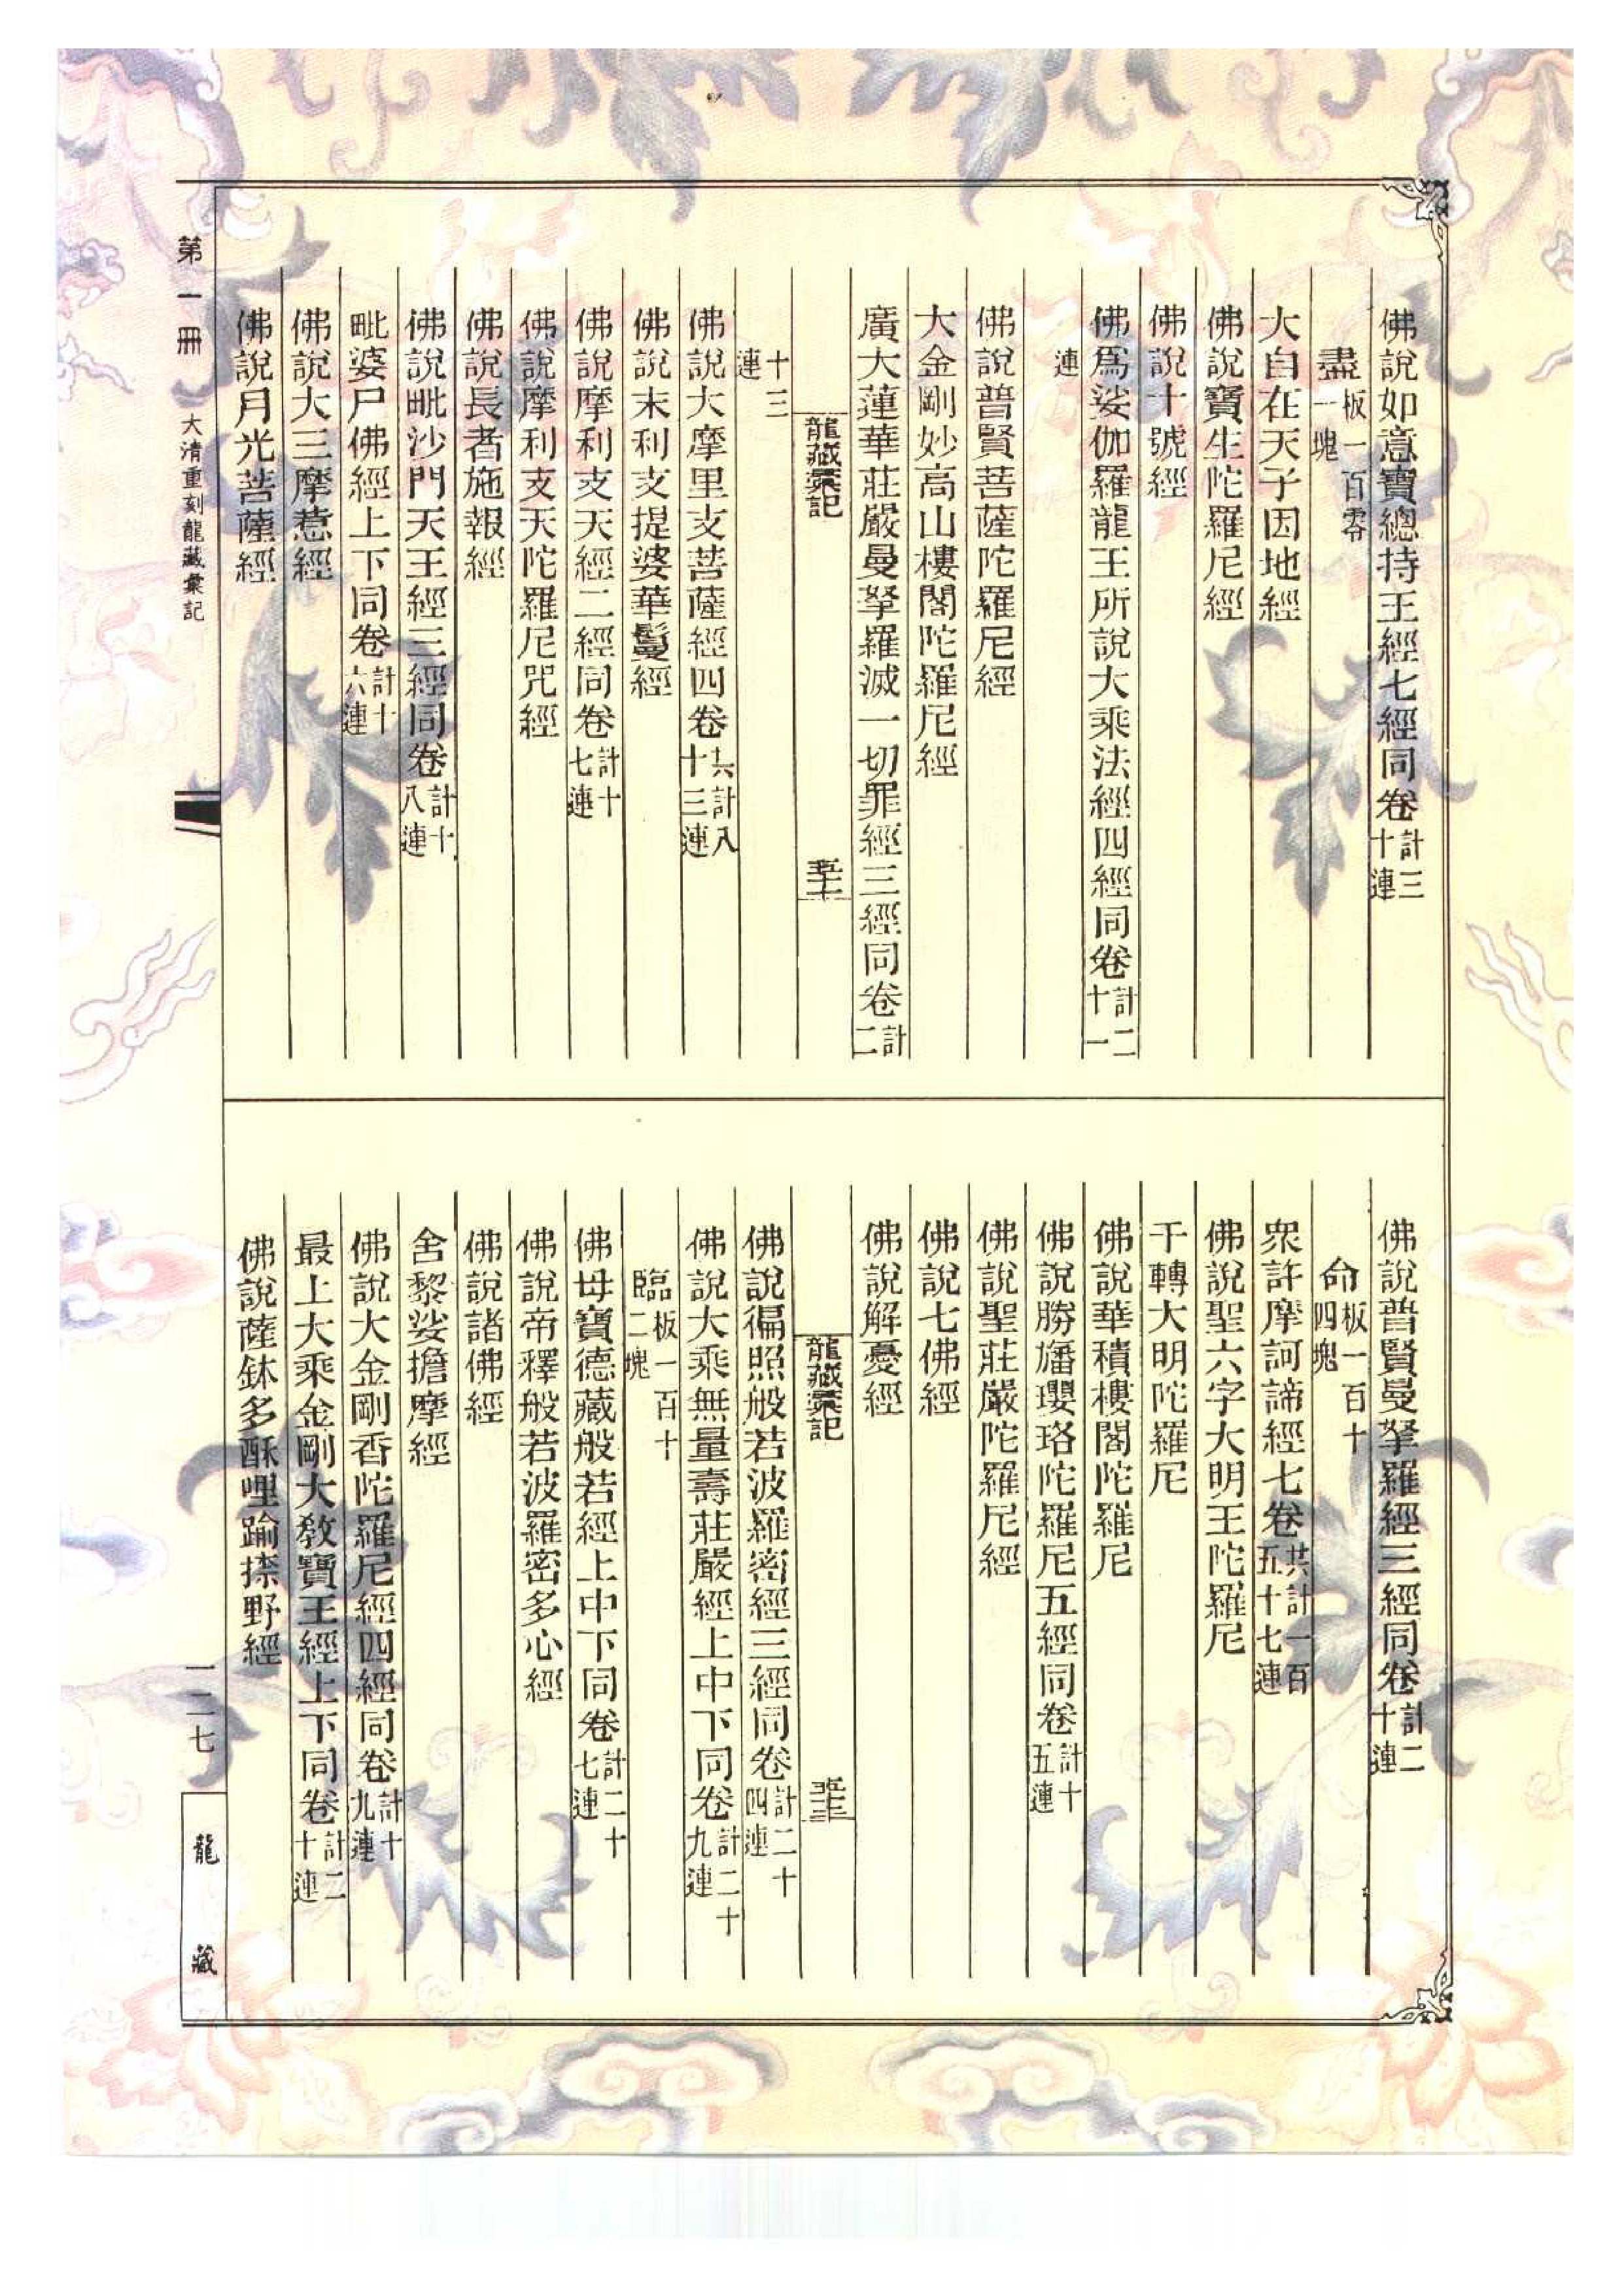 佛說如意寶總持王經七經同卷計三十連
盡板一百零一塊
大自在天子因地經
佛說寶生陀羅尼經
佛說十號經
佛爲娑伽羅龍王所說大乘法經四經同卷計二十一
連
佛說普賢菩薩陀羅尼經
大金剛妙高山樓閣陀羅尼經
廣大蓮華莊嚴曼拏羅滅一切罪經三經同卷計二
龍藏彙記
十三連
佛說大摩里支菩薩經四卷共計八十三連
佛說末利支提婆華鬘經
佛說摩利支天經二經同卷計十七連
佛說摩利支天陀羅尼咒經
佛說長者施報經
佛說毗沙門天王經三經同卷計十八連
毗婆尸佛經上下同卷計十六連
佛說大三摩惹經
佛說月光菩薩經
佛說普賢曼拏羅經三經同卷計二十連
命板一百十四塊
衆許摩訶諦經七卷共計一百五十七連
佛說聖六字大明王陀羅尼
千轉大明陀羅尼
佛說華積樓閣陀羅尼
佛說勝旛瓔珞陀羅尼五經同卷計十五連
佛說聖莊嚴陀羅尼經
佛說七佛經
佛說解憂經
龍藏彙記
佛說徧照般若波羅密經三經同卷計二十四連
佛說大乘無量壽莊嚴經上中下同卷計二十九連
臨板一百十二塊
佛母寶德藏般若經上中下同卷計二十七連
佛說帝釋般若波羅密多心經
佛說諸佛經
舍黎娑擔摩經
佛說大金剛香陀羅尼經四經同卷計十九連
最上大乘金剛大教寶王經上下同卷計二十連
佛說薩鉢多酥哩踰捺野經
第一冊
大清重刻龍藏彙記
一二七
龍藏